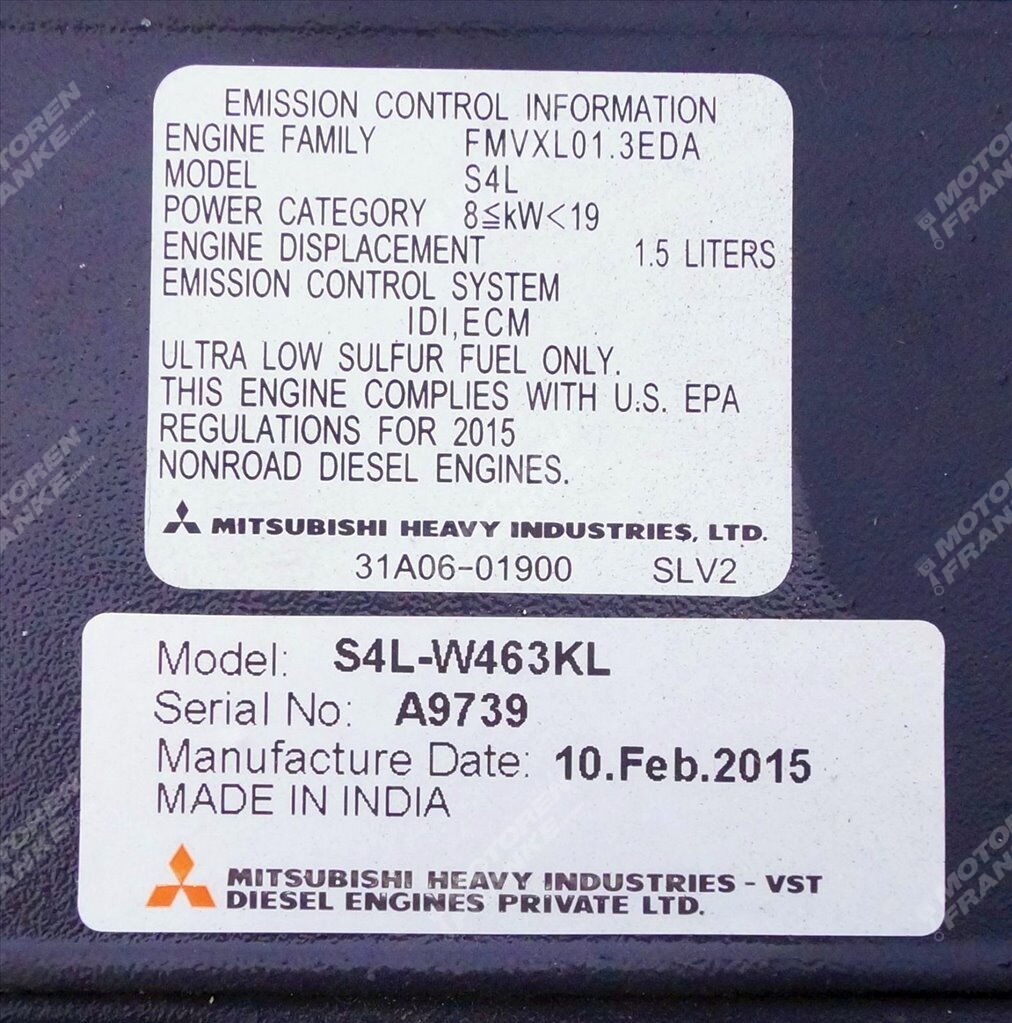 EMISSION CONTROL INFORMATION
ENGINE FAMILY FMVXL01.3EDA
MODEL S4L
POWER CATEGORY 8≦kW<19
ENGINE DISPLACEMENT 1.5 LITERS
EMISSION CONTROL SYSTEM
IDI,ECM
ULTRA LOW SULFUR FUEL ONLY.
THIS ENGINE COMPLIES WITH U.S. EPA
REGULATIONS FOR 2015
NONROAD DIESEL ENGINES.
MITSUBISHI HEAVY INDUSTRIES, LTD.
31A06-01900 SLV2
Model: S4L-W463KL
Serial No: A9739
Manufacture Date: 10.Feb.2015
MADE IN INDIA
MITSUBISHI HEAVY INDUSTRIES - VST
DIESEL ENGINES PRIVATE LTD.
MOTOREN
FRANKE